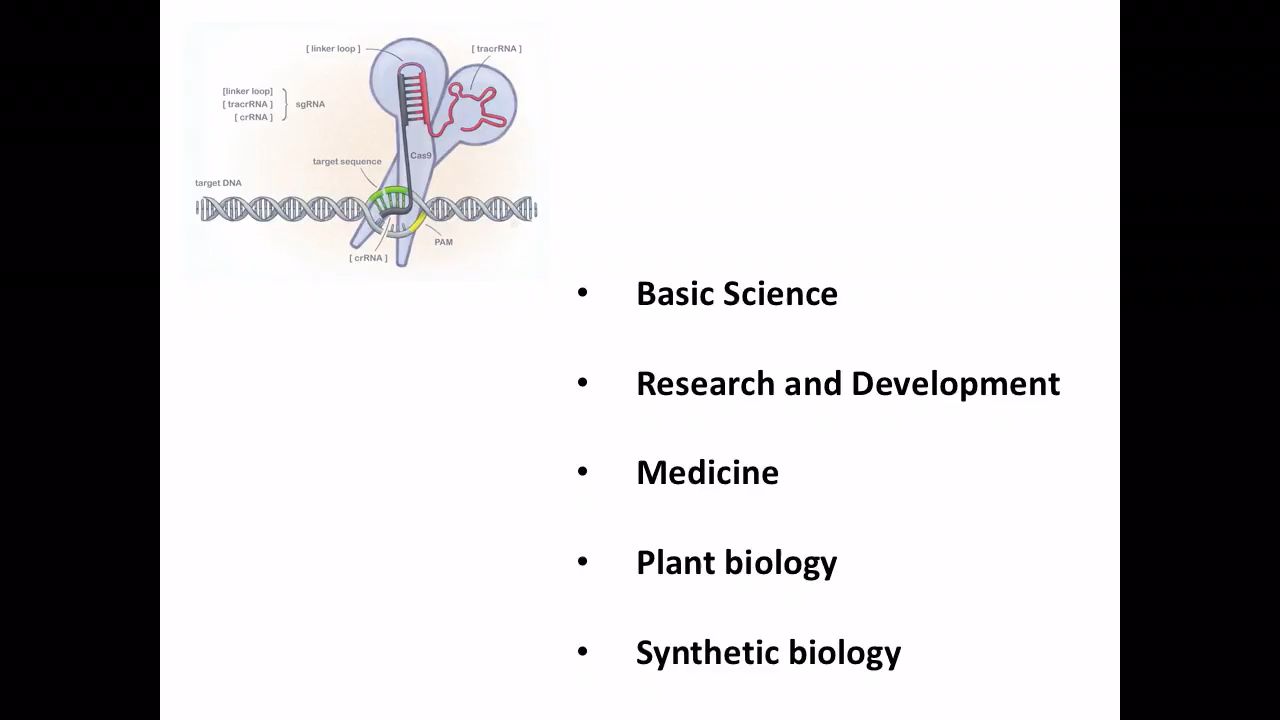 [ linker loop ]
[ tracrRNA ]
[linker loop]
[ tracrRNA ]
[ crRNA ]
sgRNA
Cas9
target sequence
target DNA
PAM
[ crRNA ]
• Basic Science
• Research and Development
• Medicine
• Plant biology
• Synthetic biology